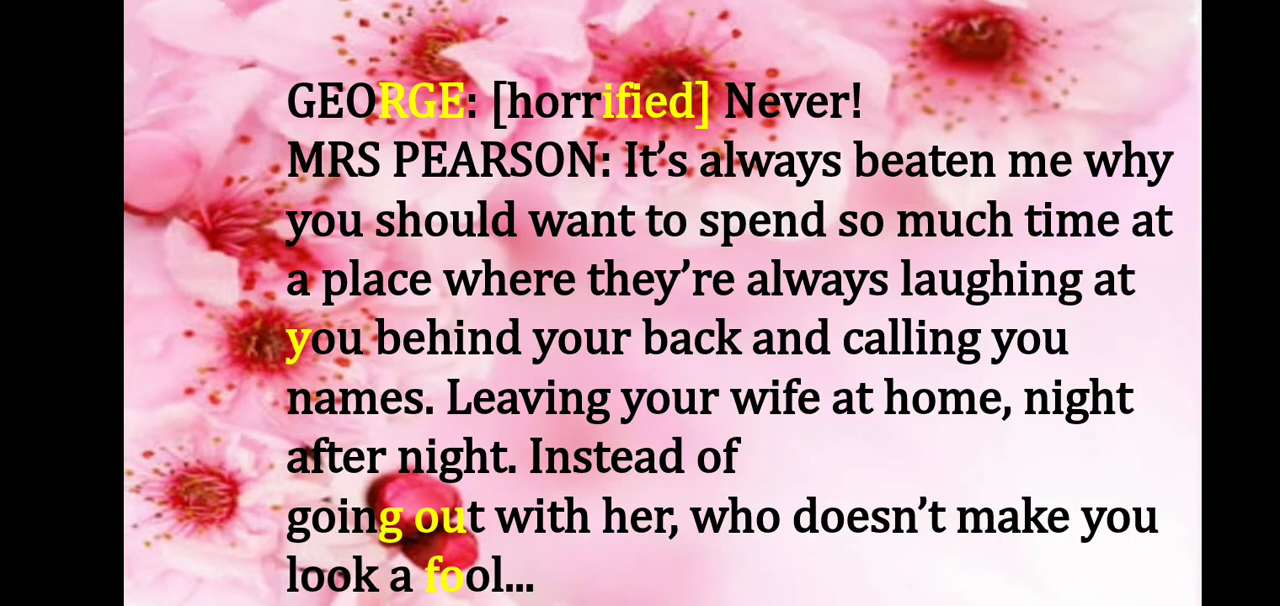 GEORGE: [horrified] Never!
MRS PEARSON: It’s always beaten me why
you should want to spend so much time at
a place where they’re always laughing at
you behind your back and calling you
names. Leaving your wife at home, night
after night. Instead of
going out with her, who doesn’t make you
look a fool...